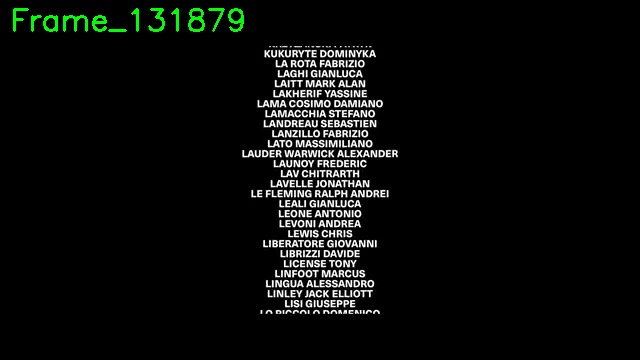 Frame_131879
KUKURYTE DOMINYKA
LA ROTA FABRIZIO
LAGHI GIANLUCA
LAITT MARK ALAN
LAKHERIF YASSINE
LAMA COSIMO DAMIANO
LAMACCHIA STEFANO
LANDREAU SEBASTIEN
LANZILLO FABRIZIO
LATO MASSIMILIANO
LAUDER WARWICK ALEXANDER
LAUNOY FREDERIC
LAV CHITRARTH
LAVELLE JONATHAN
LE FLEMING RALPH ANDREI
LEALI GIANLUCA
LEONE ANTONIO
LEVONI ANDREA
LEWIS CHRIS
LIBERATORE GIOVANNI
LIBRIZZI DAVIDE
LICENSE TONY
LINFOOT MARCUS
LINGUA ALESSANDRO
LINLEY JACK ELLIOTT
LISI GIUSEPPE
LO PICCOLO DOMENICO